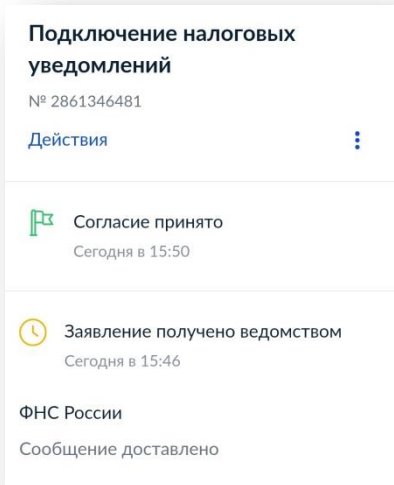 Подключение налоговых
уведомлений
№ 2861346481
Действия
Согласие принято
Сегодня в 15:50
Заявление получено ведомством
Сегодня в 15:46
ФНС России
Сообщение доставлено